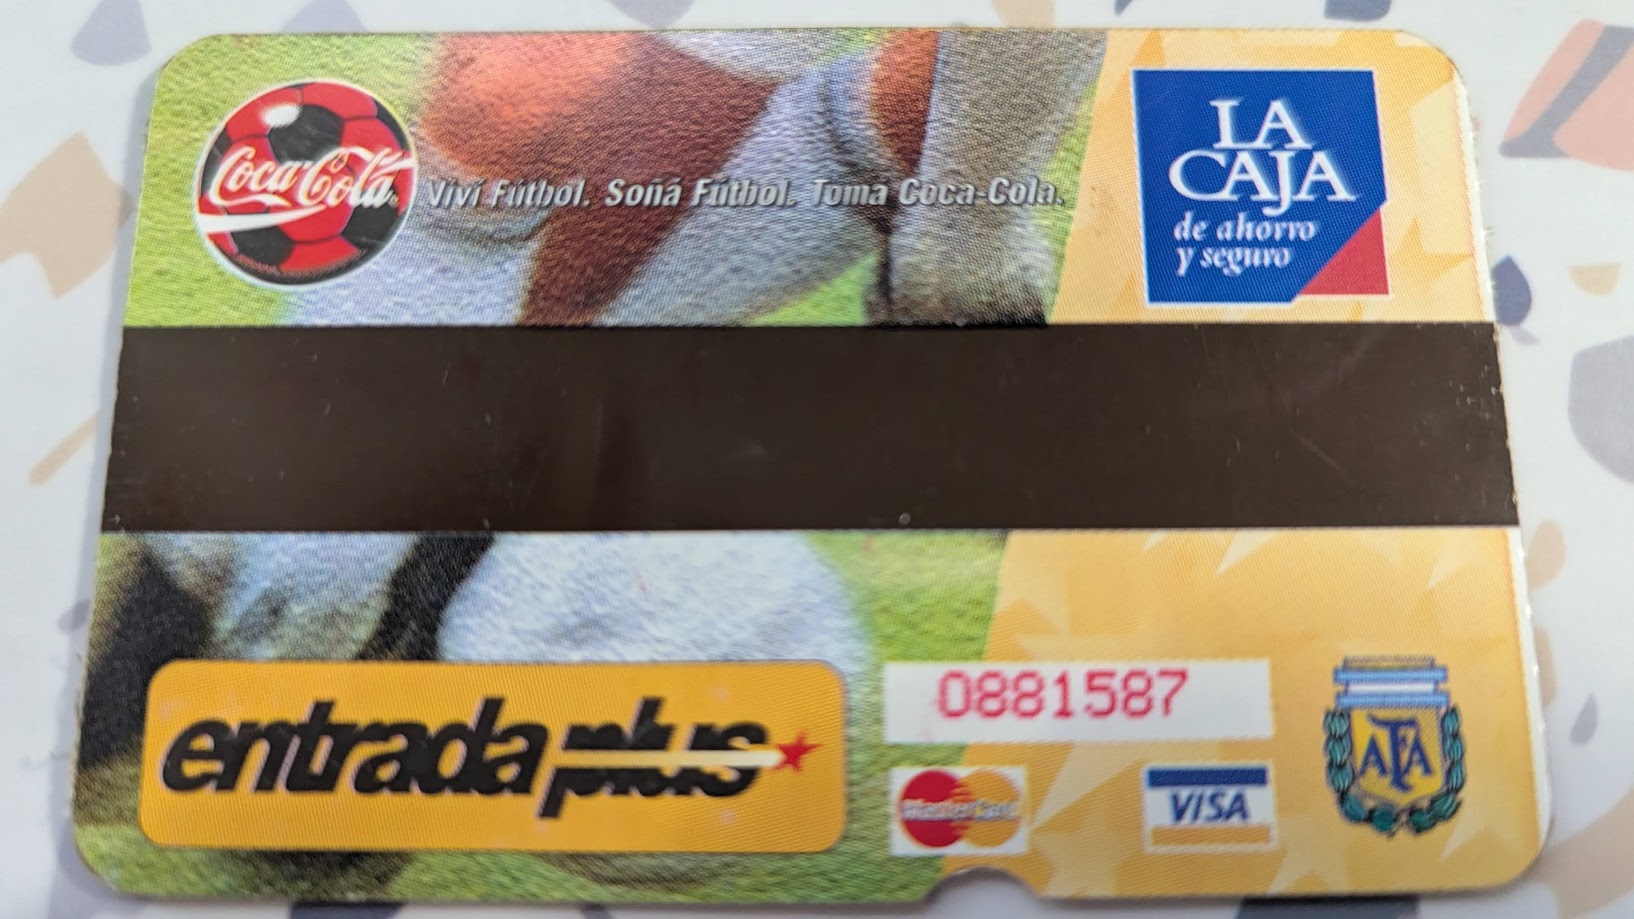 Coca-Cola
Viví Fútbol. Soñá Fútbol. Toma Coca-Cola.
LA
CAJA
de ahorro
y seguro
entrada plus
0881587
MasterCard
VISA
AFA